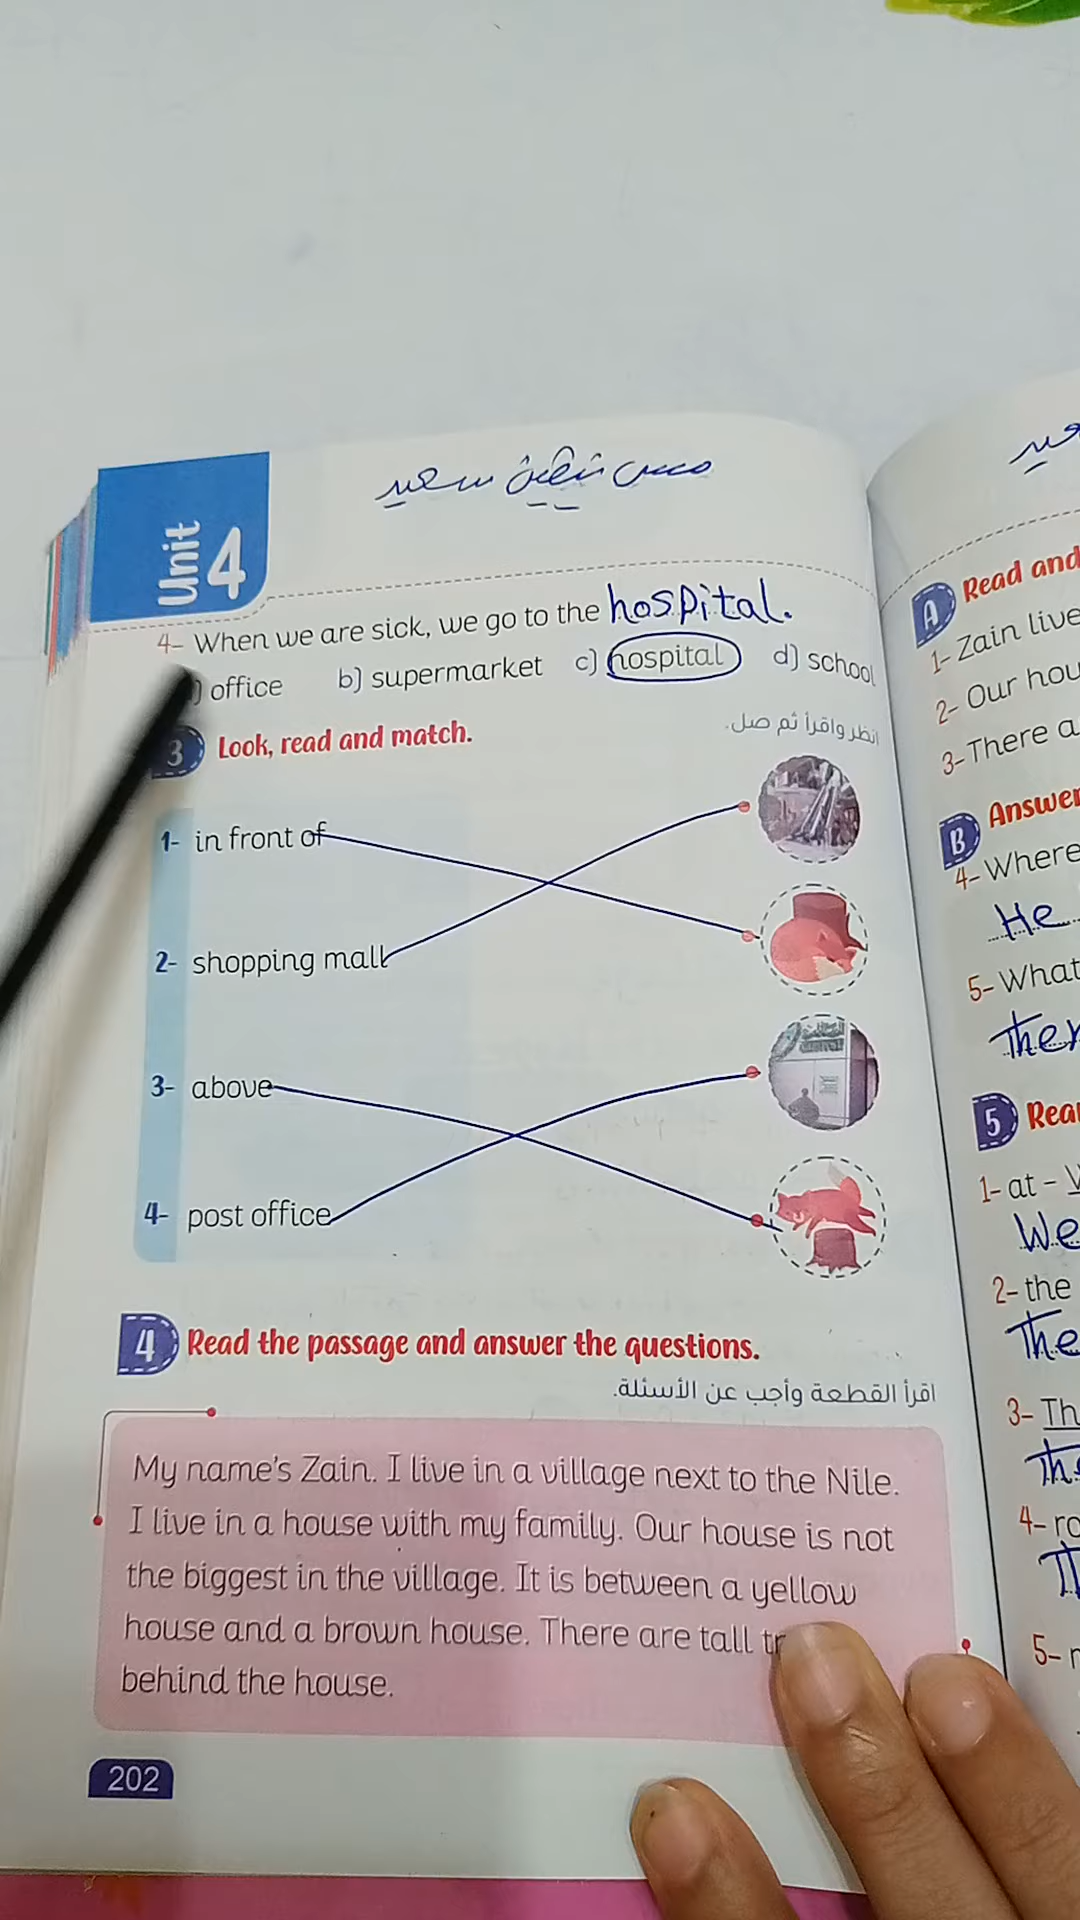 Unit 4
4- When we are sick, we go to the hospital.
office b) supermarket c) hospital d) school
3 Look, read and match.
انظر واقرأ ثم صل.
1- in front of
2- shopping mall
3- above
4- post office
4 Read the passage and answer the questions.
اقرأ القطعة وأجب عن الأسئلة.
My name's Zain. I live in a village next to the Nile.
I live in a house with my family. Our house is not
the biggest in the village. It is between a yellow
house and a brown house. There are tall
behind the house.
202
A Read and
1- Zain live
2- Our hou
3- There a
B Answer
4- Where
He
5- What
Ther
5 Rear
1- at -
We
2- the
The
3- Th
The
4- ro
5-